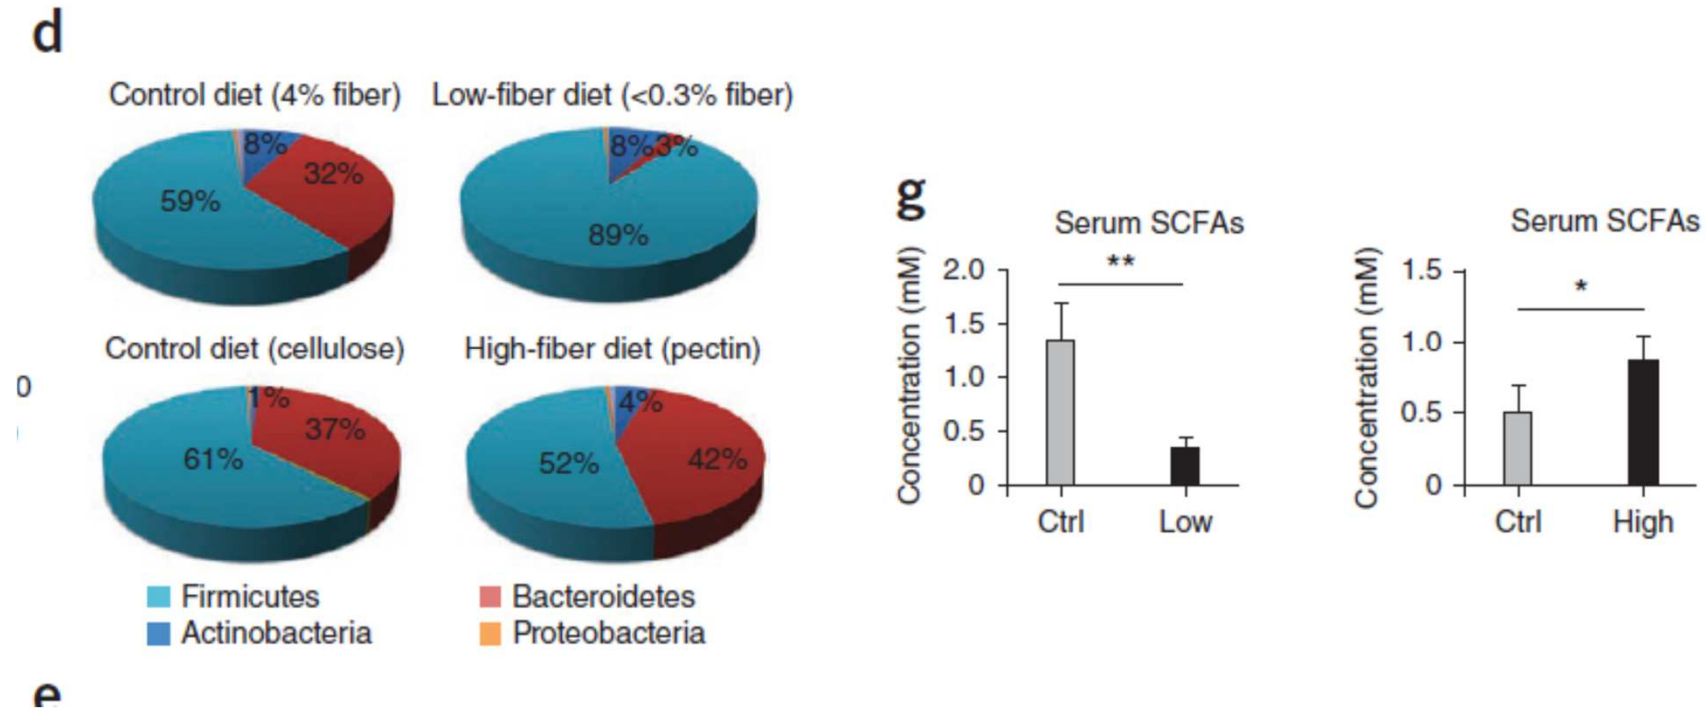 d
Control diet (4% fiber)
Low-fiber diet (<0.3% fiber)
8%
32%
59%
8%
3%
89%
Control diet (cellulose)
High-fiber diet (pectin)
1%
37%
61%
4%
42%
52%
0
Firmicutes
Bacteroidetes
Actinobacteria
Proteobacteria
e
g
Serum SCFAs
**
Concentration (mM)
2.0
1.5
1.0
0.5
0
Ctrl
Low
Serum SCFAs
*
Concentration (mM)
1.5
1.0
0.5
0
Ctrl
High